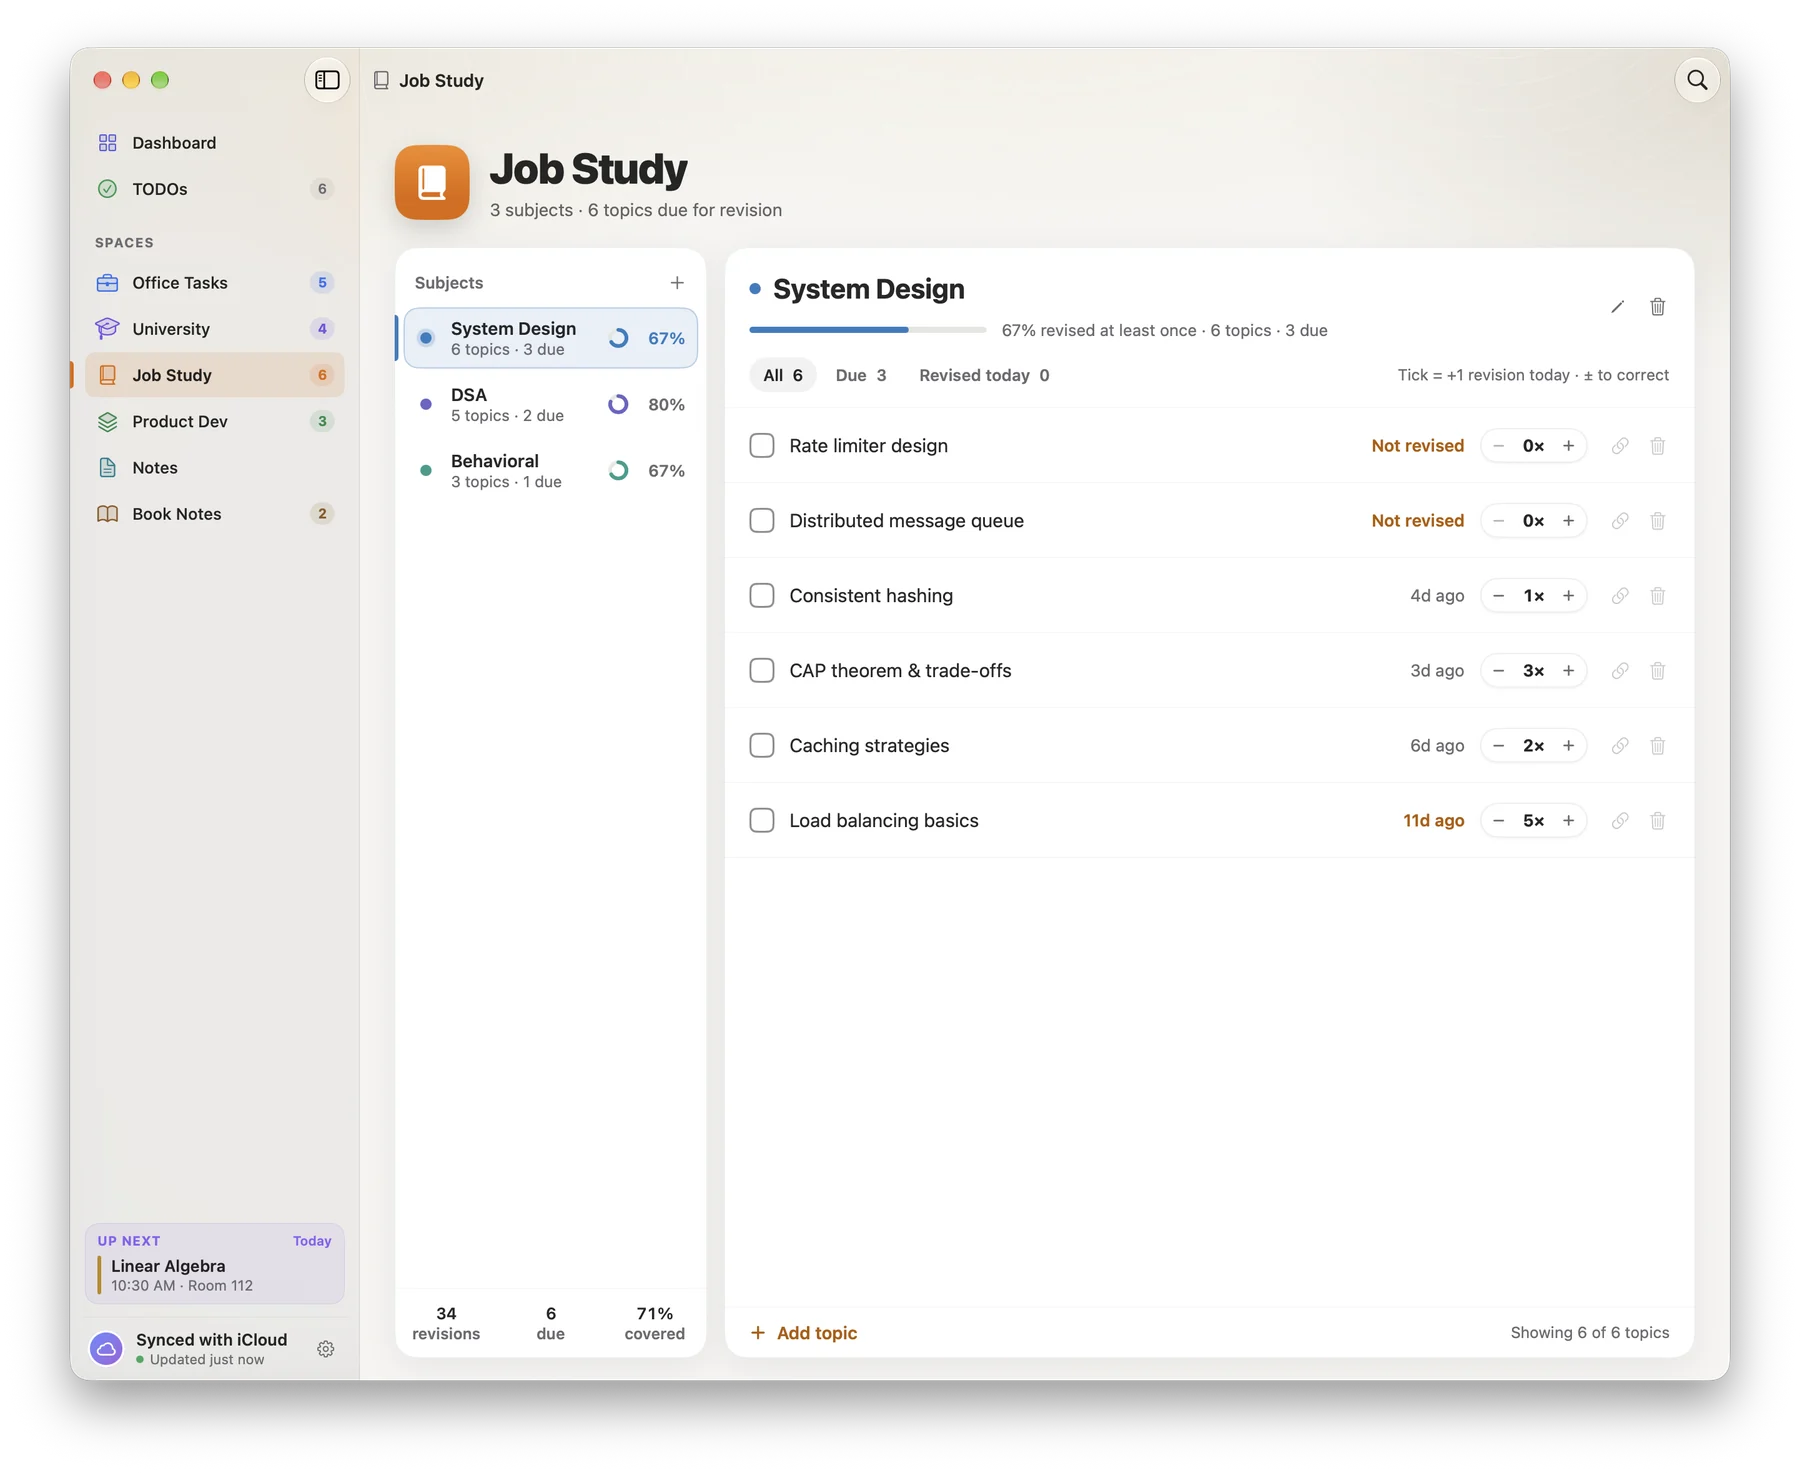 Job Study
Dashboard
TODOs 6
SPACES
Office Tasks 5
University 4
Job Study 6
Product Dev 3
Notes
Book Notes 2
UP NEXT Today
Linear Algebra
10:30 AM · Room 112
Synced with iCloud
Updated just now
Job Study
3 subjects · 6 topics due for revision
Subjects
System Design 67%
6 topics · 3 due
DSA 80%
5 topics · 2 due
Behavioral 67%
3 topics · 1 due
34 6 71%
revisions due covered
System Design
67% revised at least once · 6 topics · 3 due
All 6 Due 3 Revised today 0 Tick = +1 revision today · ± to correct
Rate limiter design Not revised − 0× +
Distributed message queue Not revised − 0× +
Consistent hashing 4d ago − 1× +
CAP theorem & trade-offs 3d ago − 3× +
Caching strategies 6d ago − 2× +
Load balancing basics 11d ago − 5× +
+ Add topic Showing 6 of 6 topics